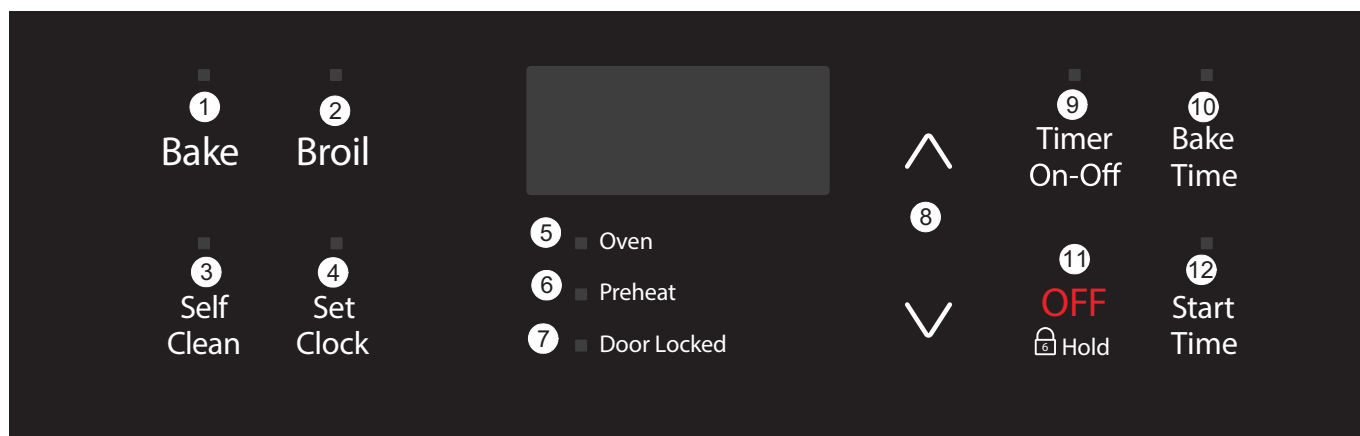 1
Bake
2
Broil
3
Self
Clean
4
Set
Clock
5 Oven
6 Preheat
7 Door Locked
8
9
Timer
On-Off
10
Bake
Time
11
OFF
6 Hold
12
Start
Time